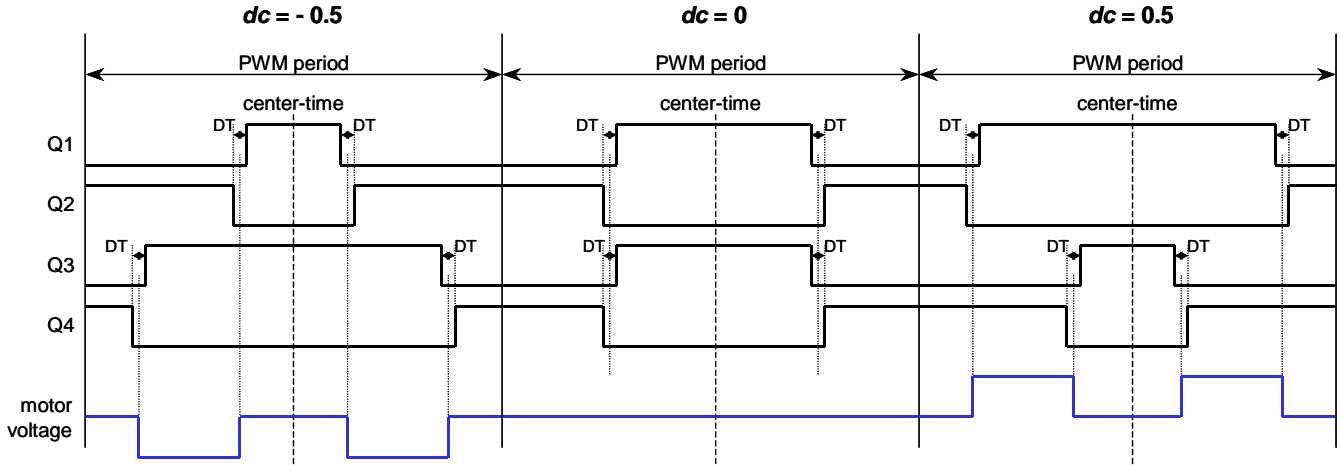 dc = - 0.5 dc = 0 dc = 0.5
PWM period PWM period PWM period
center-time center-time center-time
DT DT DT DT DT DT
Q1
Q2
DT DT DT DT DT DT
Q3
Q4
motor
voltage